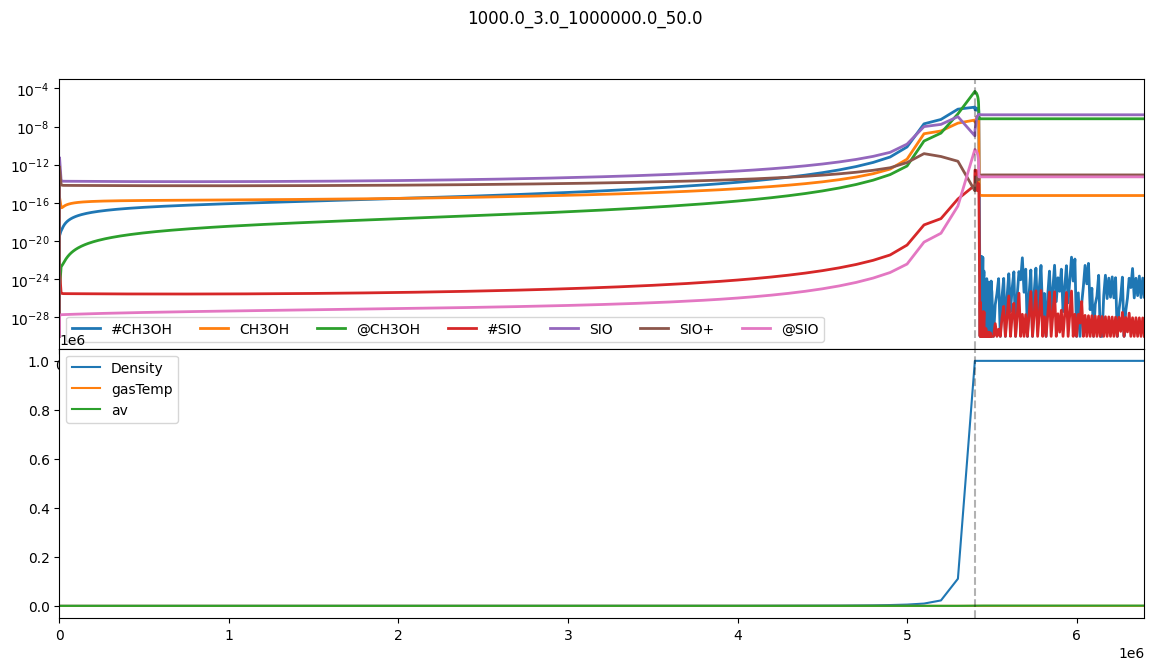 1000.0_3.0_1000000.0_50.0
10⁻⁴
10⁻⁸
10⁻¹²
10⁻¹⁶
10⁻²⁰
10⁻²⁴
10⁻²⁸
#CH3OH CH3OH @CH3OH #SIO SIO SIO+ @SIO
1e6
1.0
0.8
0.6
0.4
0.2
0.0
Density
gasTemp
av
0 1 2 3 4 5 6
1e6